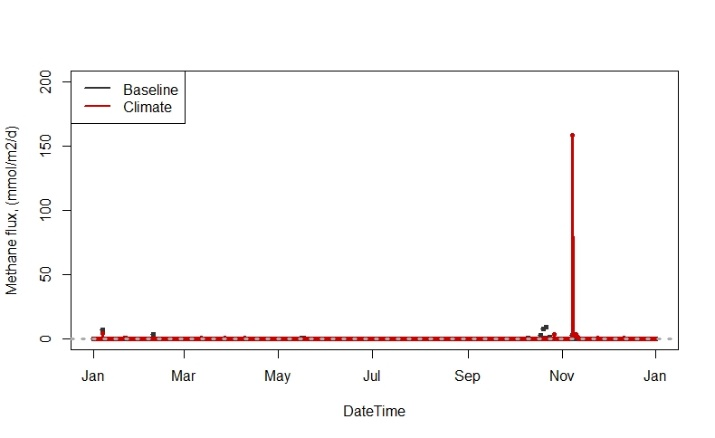 Baseline
Climate
Methane flux, (mmol/m2/d)
200
150
100
50
0
Jan Mar May Jul Sep Nov Jan
DateTime